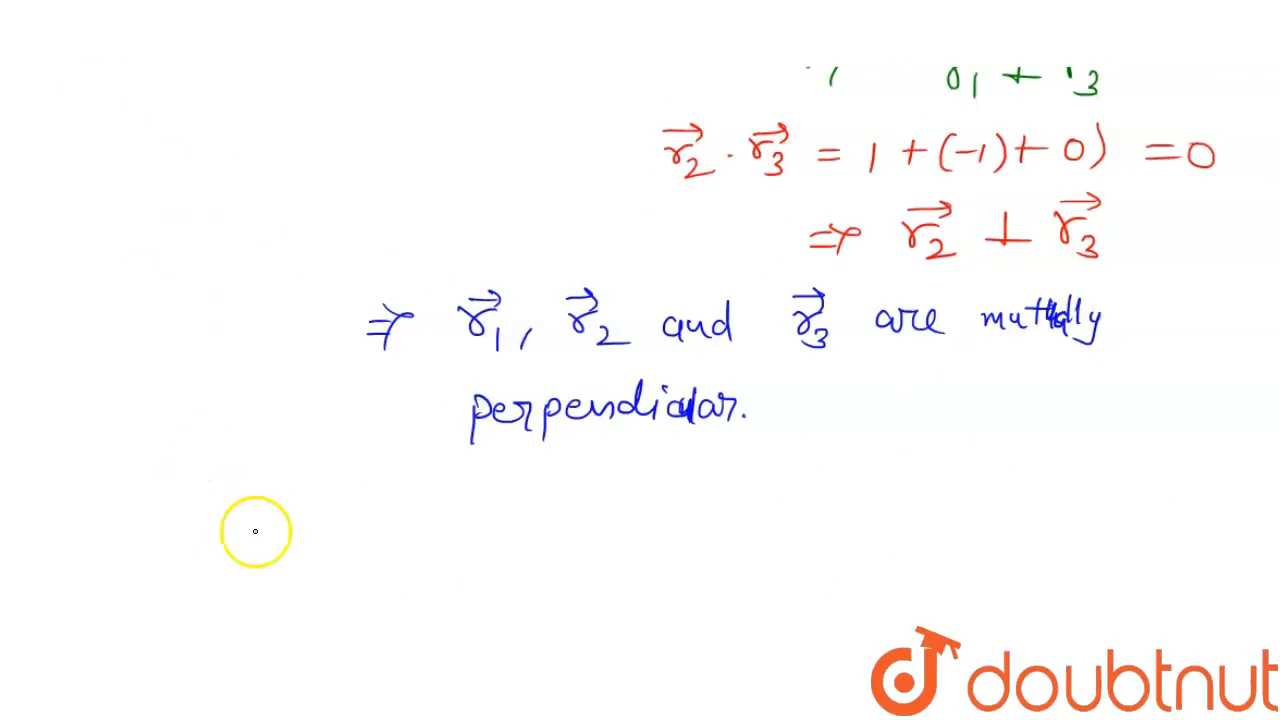 r⃗₂ · r⃗₃ = 1 + (-1) + 0) = 0
⇒ r⃗₂ ⊥ r⃗₃
⇒ r⃗₁, r⃗₂ and r⃗₃ are mutually
perpendicular.
doubtnut